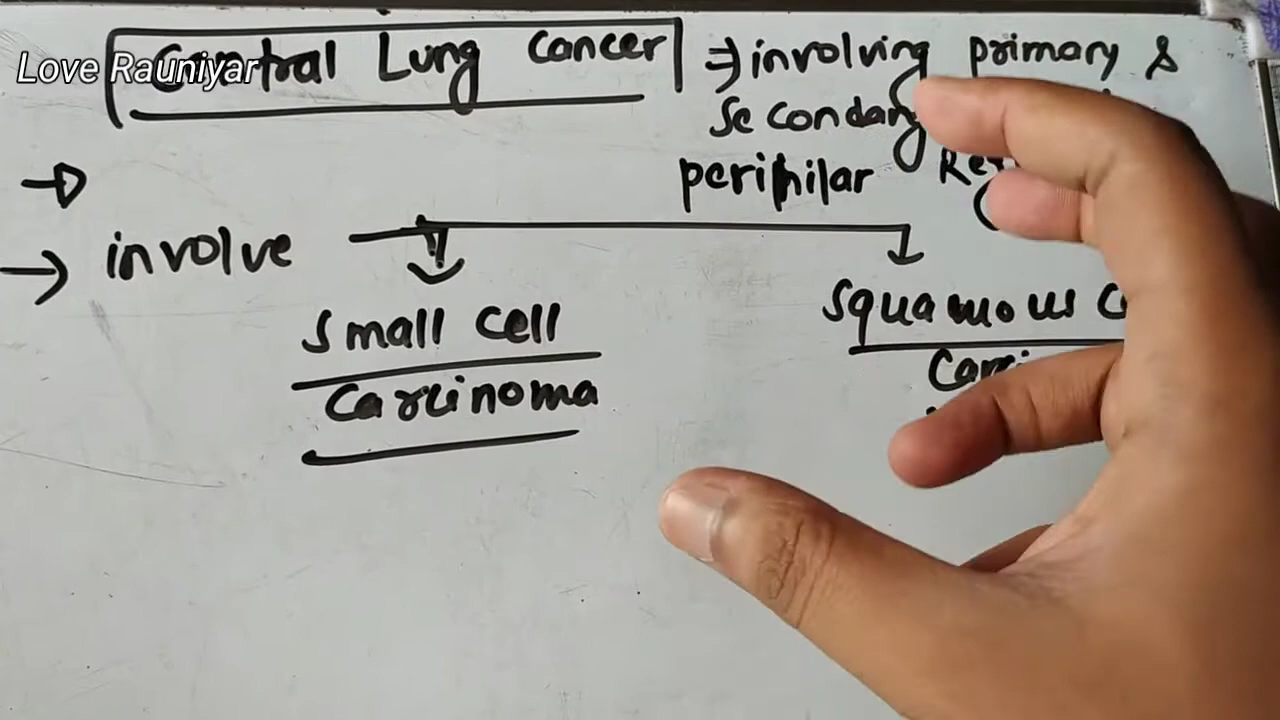 Love Rauniyar
Central Lung Cancer ⇒ involving primary &
Secondary
perihilar
→
→ involve
Small Cell
Squamous
Carcinoma